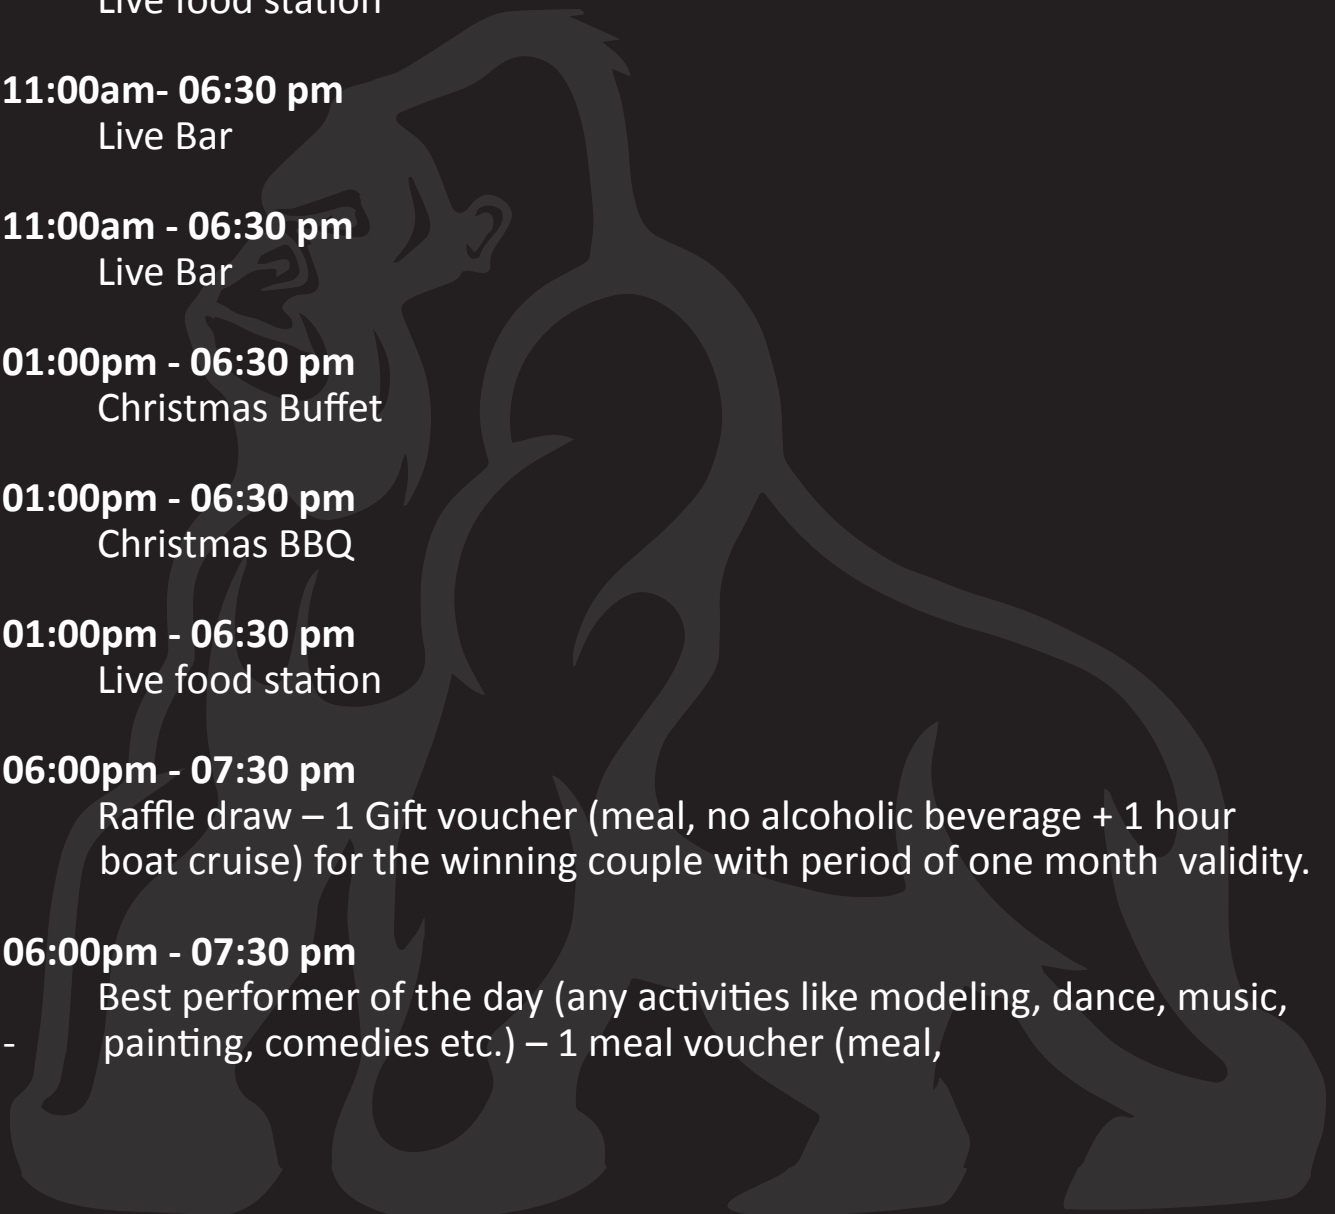 Live food station
11:00am- 06:30 pm
Live Bar
11:00am - 06:30 pm
Live Bar
01:00pm - 06:30 pm
Christmas Buffet
01:00pm - 06:30 pm
Christmas BBQ
01:00pm - 06:30 pm
Live food station
06:00pm - 07:30 pm
Raffle draw – 1 Gift voucher (meal, no alcoholic beverage + 1 hour
boat cruise) for the winning couple with period of one month  validity.
06:00pm - 07:30 pm
Best performer of the day (any activities like modeling, dance, music,
- painting, comedies etc.) – 1 meal voucher (meal,